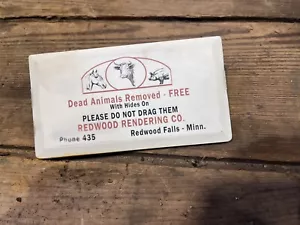 Dead Animals Removed - FREE
With Hides On
PLEASE DO NOT DRAG THEM
REDWOOD RENDERING CO.
Phone 435 Redwood Falls - Minn.